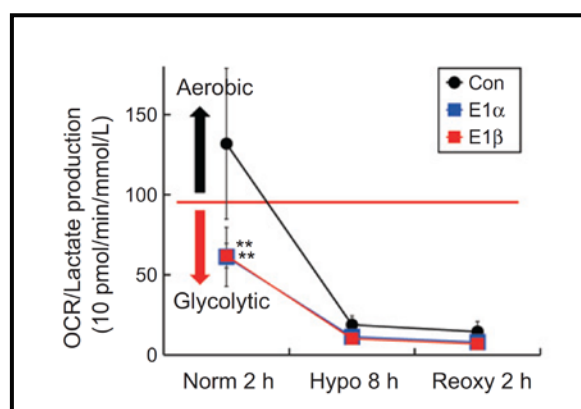 OCR/Lactate production
(10 pmol/min/mmol/L)
150
100
50
0
Aerobic
Glycolytic
**
**
Con
E1α
E1β
Norm 2 h
Hypo 8 h
Reoxy 2 h